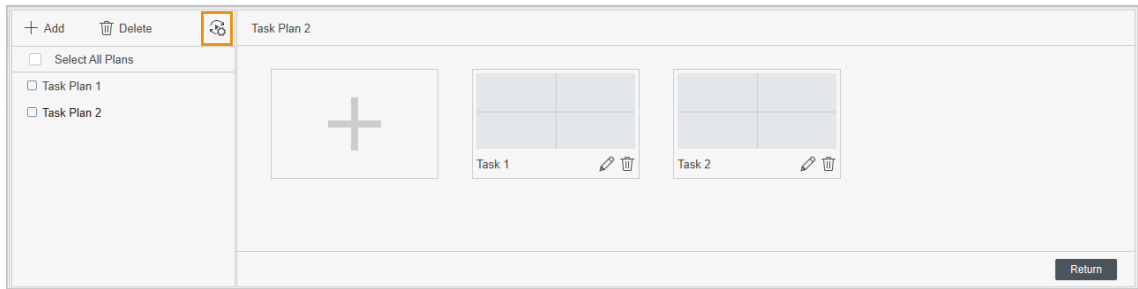 Add Delete Task Plan 2
Select All Plans
Task Plan 1
Task Plan 2
Task 1 Task 2
Return